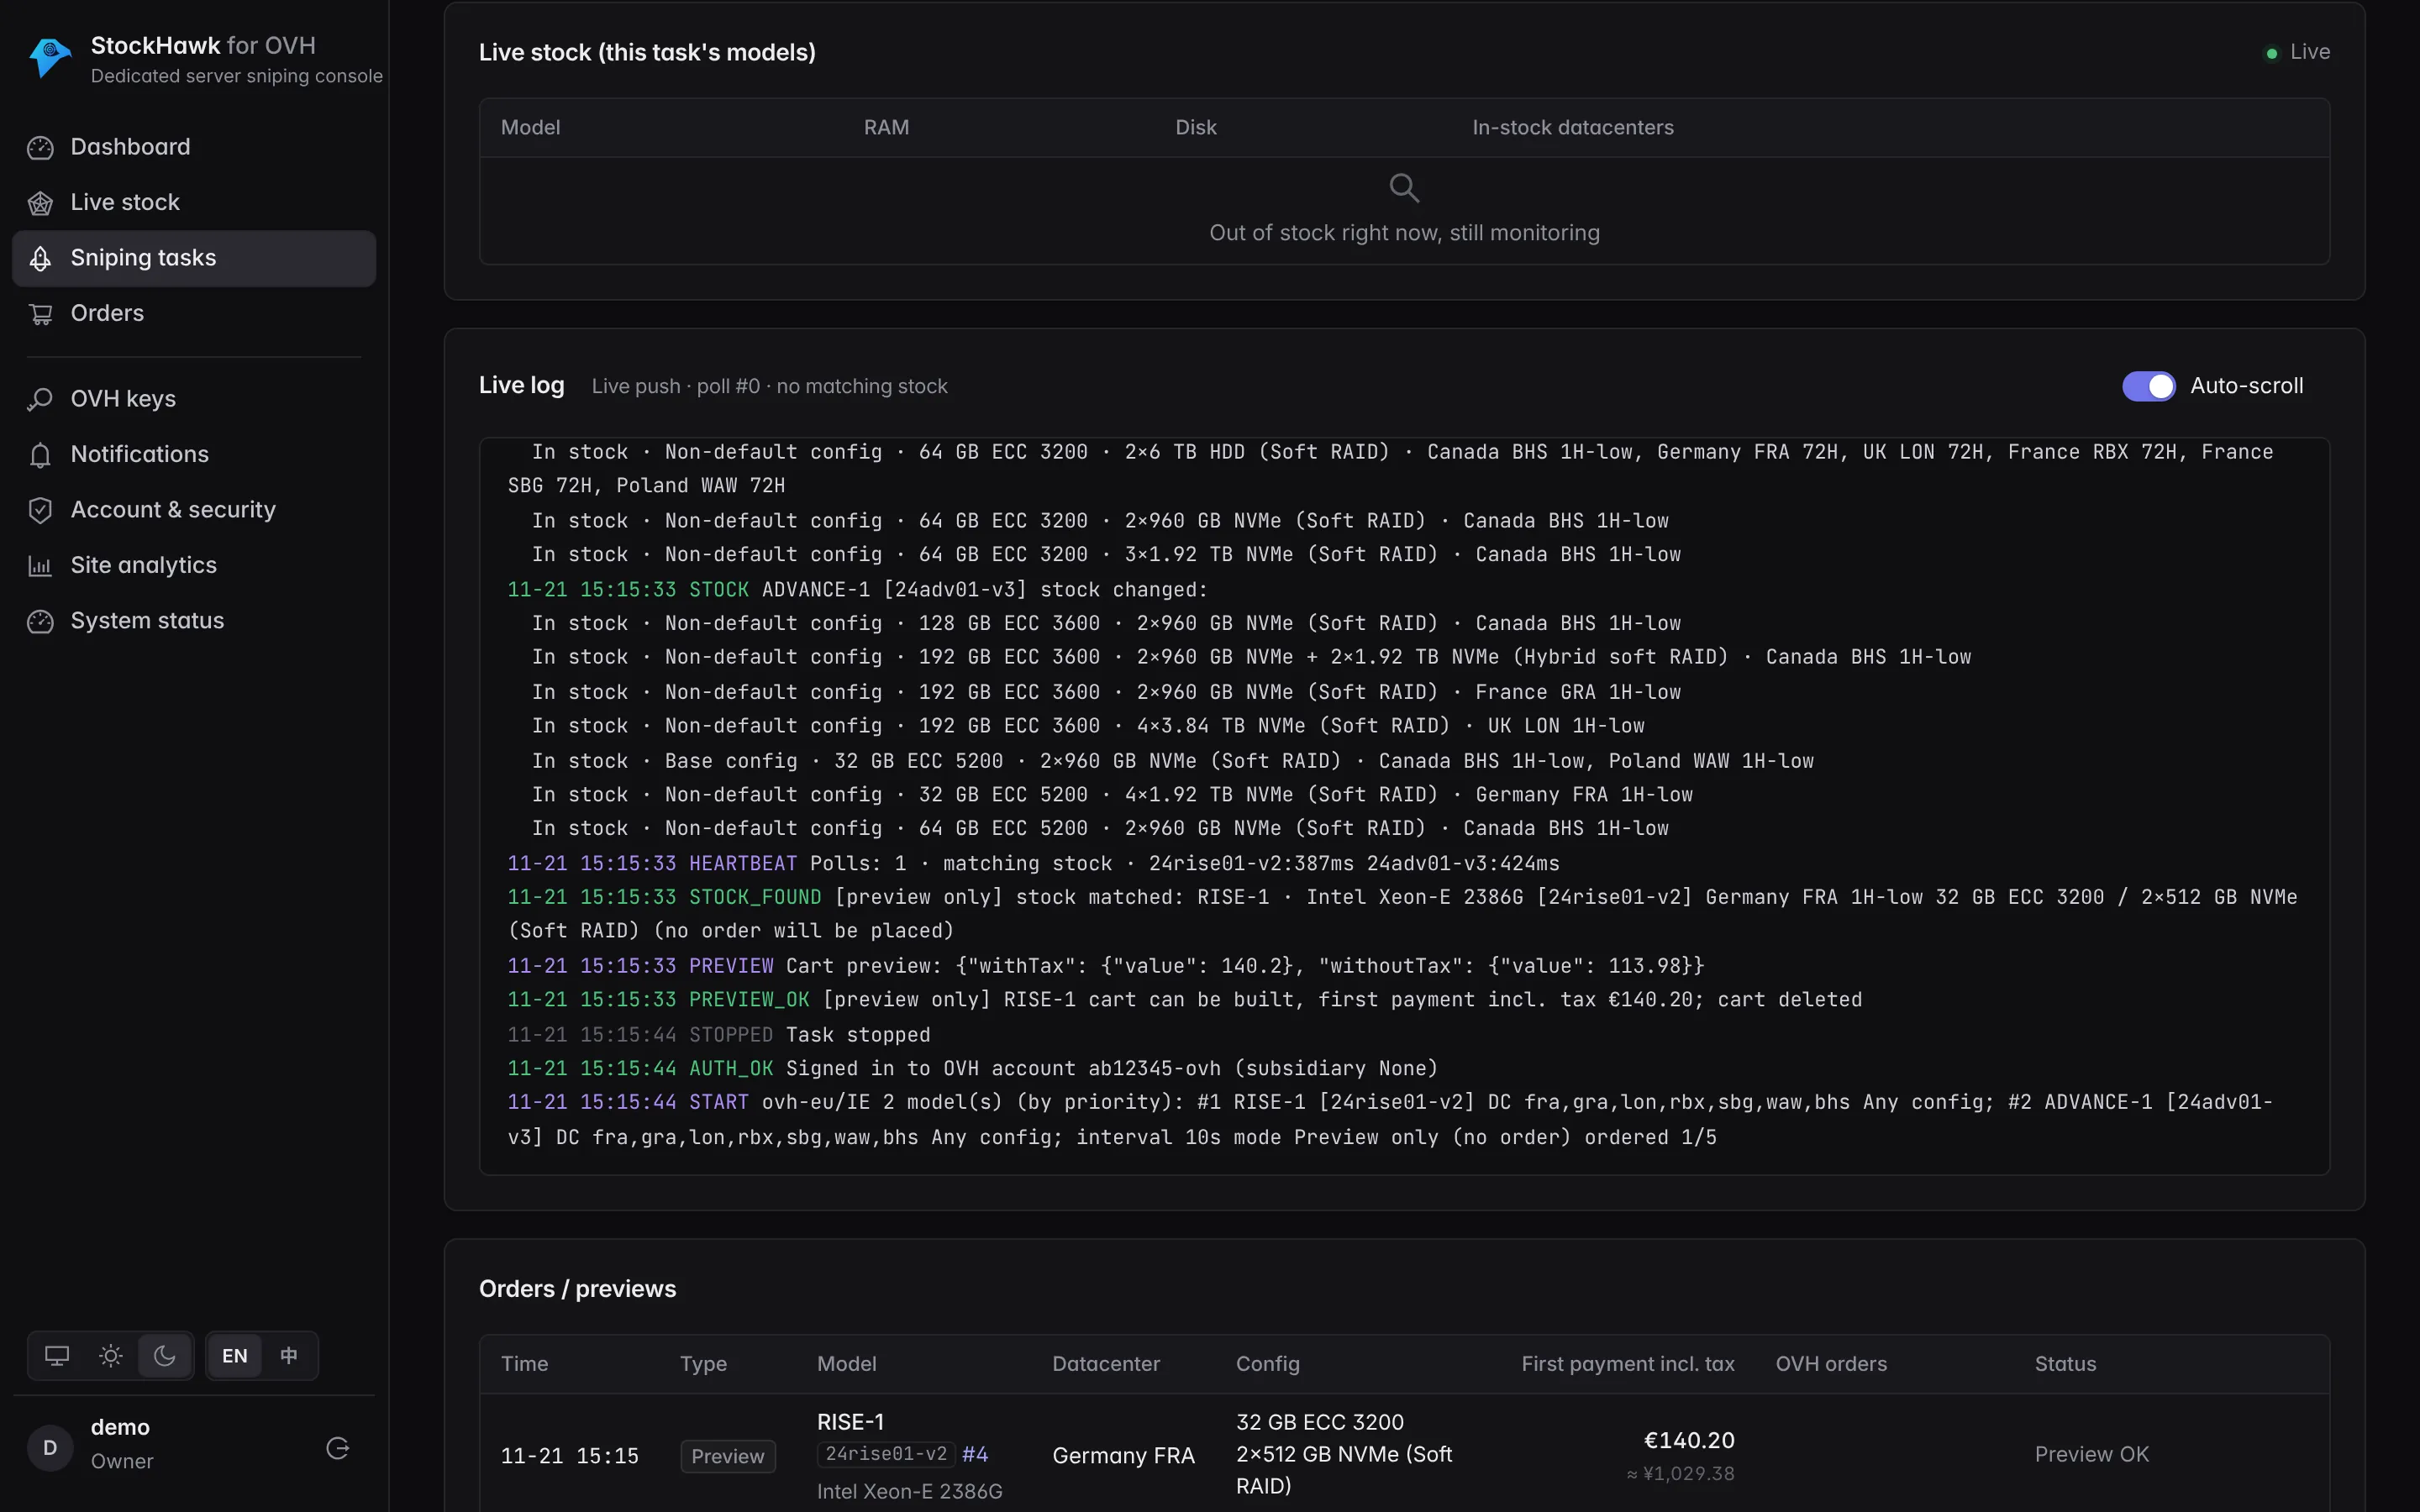 StockHawk for OVH
Dedicated server sniping console
Dashboard
Live stock
Sniping tasks
Orders
OVH keys
Notifications
Account & security
Site analytics
System status
EN 中
D
demo
Owner
Live stock (this task's models)
Live
Model RAM Disk In-stock datacenters
Out of stock right now, still monitoring
Live log Live push · poll #0 · no matching stock
Auto-scroll
In stock · Non-default config · 64 GB ECC 3200 · 2×6 TB HDD (Soft RAID) · Canada BHS 1H-low, Germany FRA 72H, UK LON 72H, France RBX 72H, France
SBG 72H, Poland WAW 72H
In stock · Non-default config · 64 GB ECC 3200 · 2×960 GB NVMe (Soft RAID) · Canada BHS 1H-low
In stock · Non-default config · 64 GB ECC 3200 · 3×1.92 TB NVMe (Soft RAID) · Canada BHS 1H-low
11-21 15:15:33 STOCK ADVANCE-1 [24adv01-v3] stock changed:
In stock · Non-default config · 128 GB ECC 3600 · 2×960 GB NVMe (Soft RAID) · Canada BHS 1H-low
In stock · Non-default config · 192 GB ECC 3600 · 2×960 GB NVMe + 2×1.92 TB NVMe (Hybrid soft RAID) · Canada BHS 1H-low
In stock · Non-default config · 192 GB ECC 3600 · 2×960 GB NVMe (Soft RAID) · France GRA 1H-low
In stock · Non-default config · 192 GB ECC 3600 · 4×3.84 TB NVMe (Soft RAID) · UK LON 1H-low
In stock · Base config · 32 GB ECC 5200 · 2×960 GB NVMe (Soft RAID) · Canada BHS 1H-low, Poland WAW 1H-low
In stock · Non-default config · 32 GB ECC 5200 · 4×1.92 TB NVMe (Soft RAID) · Germany FRA 1H-low
In stock · Non-default config · 64 GB ECC 5200 · 2×960 GB NVMe (Soft RAID) · Canada BHS 1H-low
11-21 15:15:33 HEARTBEAT Polls: 1 · matching stock · 24rise01-v2:387ms 24adv01-v3:424ms
11-21 15:15:33 STOCK_FOUND [preview only] stock matched: RISE-1 · Intel Xeon-E 2386G [24rise01-v2] Germany FRA 1H-low 32 GB ECC 3200 / 2×512 GB NVMe
(Soft RAID) (no order will be placed)
11-21 15:15:33 PREVIEW Cart preview: {"withTax": {"value": 140.2}, "withoutTax": {"value": 113.98}}
11-21 15:15:33 PREVIEW_OK [preview only] RISE-1 cart can be built, first payment incl. tax €140.20; cart deleted
11-21 15:15:44 STOPPED Task stopped
11-21 15:15:44 AUTH_OK Signed in to OVH account ab12345-ovh (subsidiary None)
11-21 15:15:44 START ovh-eu/IE 2 model(s) (by priority): #1 RISE-1 [24rise01-v2] DC fra,gra,lon,rbx,sbg,waw,bhs Any config; #2 ADVANCE-1 [24adv01-
v3] DC fra,gra,lon,rbx,sbg,waw,bhs Any config; interval 10s mode Preview only (no order) ordered 1/5
Orders / previews
Time Type Model Datacenter Config First payment incl. tax OVH orders Status
11-21 15:15 Preview RISE-1 24rise01-v2 #4 Intel Xeon-E 2386G Germany FRA 32 GB ECC 3200 2×512 GB NVMe (Soft RAID) €140.20 ≈ ¥1,029.38 Preview OK